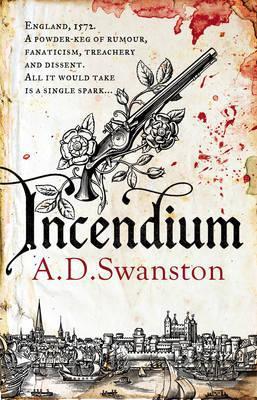 England, 1572.
A powder-keg of rumour,
fanaticism, treachery
and dissent.
All it would take
is a single spark...
Incendium
A.D.Swanston